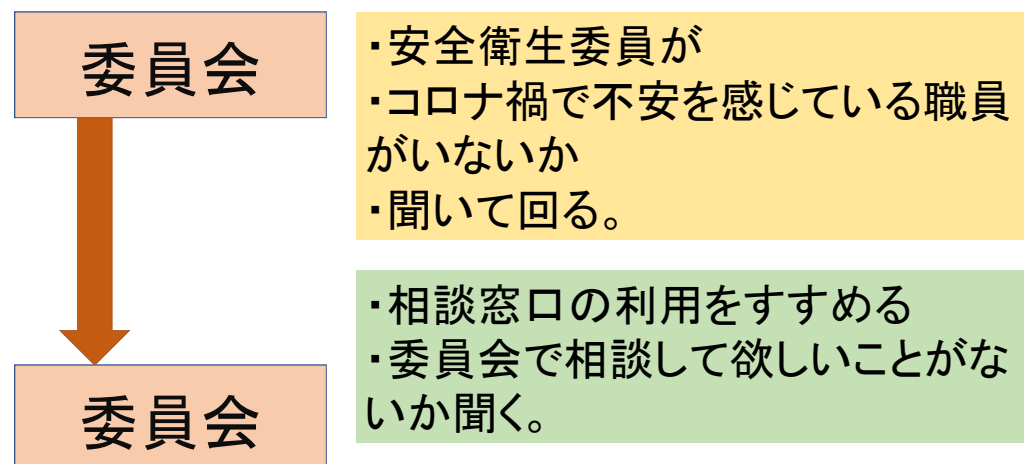 委員会
・安全衛生委員が
・コロナ禍で不安を感じている職員
がいないか
・聞いて回る。
・相談窓口の利用をすすめる
・委員会で相談して欲しいことがな
いか聞く。
委員会